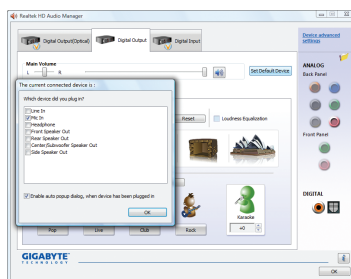 Realtek HD Audio Manager
Digital Output(Optical)
Digital Output
Digital Input
Device advanced settings
Main Volume
L
R
Set Default Device
ANALOG
Back Panel
The current connected device is :
Which device did you plug in?
Line In
Mic In
Headphone
Front Speaker Out
Rear Speaker Out
Center/Subwoofer Speaker Out
Side Speaker Out
Reset
Loudness Equalization
Front Panel
Enable auto popup dialog, when device has been plugged in
OK
DIGITAL
Karaoke
Pop
Live
Club
Rock
+0
GIGABYTE
TECHNOLOGY
OK